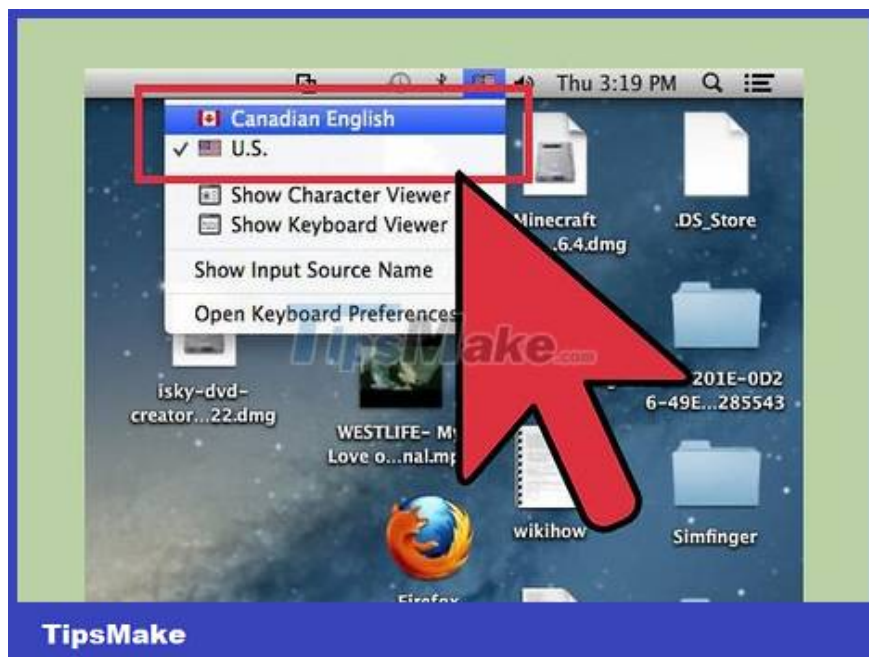 Thu 3:19 PM
Canadian English
U.S.
Show Character Viewer
Show Keyboard Viewer
Show Input Source Name
Open Keyboard Preferences
Minecraft
...6.4.dmg
.DS_Store
TipsMake.com
isky-dvd-
creator...22.dmg
201E-0D2
6-49E...285543
WESTLIFE- M
Love o...nal.mp
wikihow
Simfinger
Firefox
TipsMake